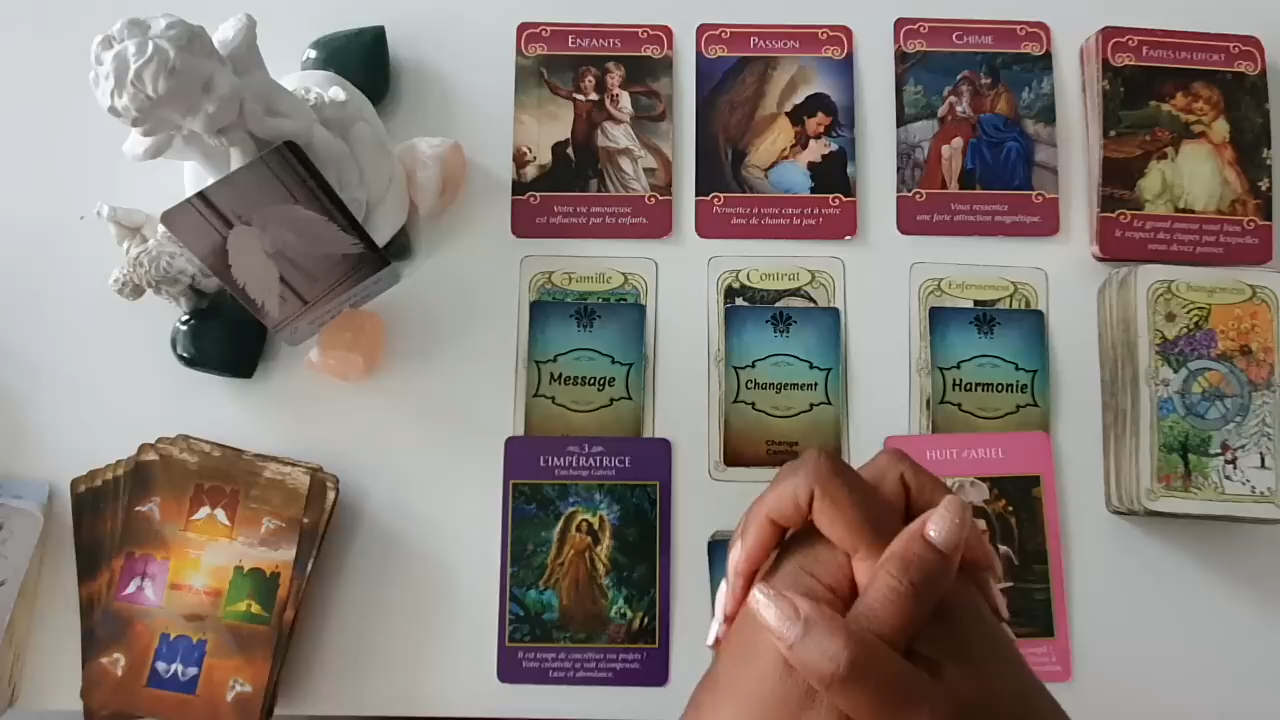 ENFANTS
Votre vie amoureuse
est influencée par les enfants.
PASSION
Permettez à votre cœur et à votre
âme de chanter la joie !
CHIMIE
Vous ressentez
une forte attraction magnétique.
FAITES UN EFFORT
Le grand amour vaut bien
le respect des étapes par lesquelles
vous devez passer.
Famille
Message
Contrat
Changement
Change
Enfermement
Harmonie
Changement
3
L'IMPÉRATRICE
L'archange Gabriel
Il est temps de concrétiser vos projets !
Votre créativité se voit récompensée.
Luxe et abondance.
HUIT d'ARIEL